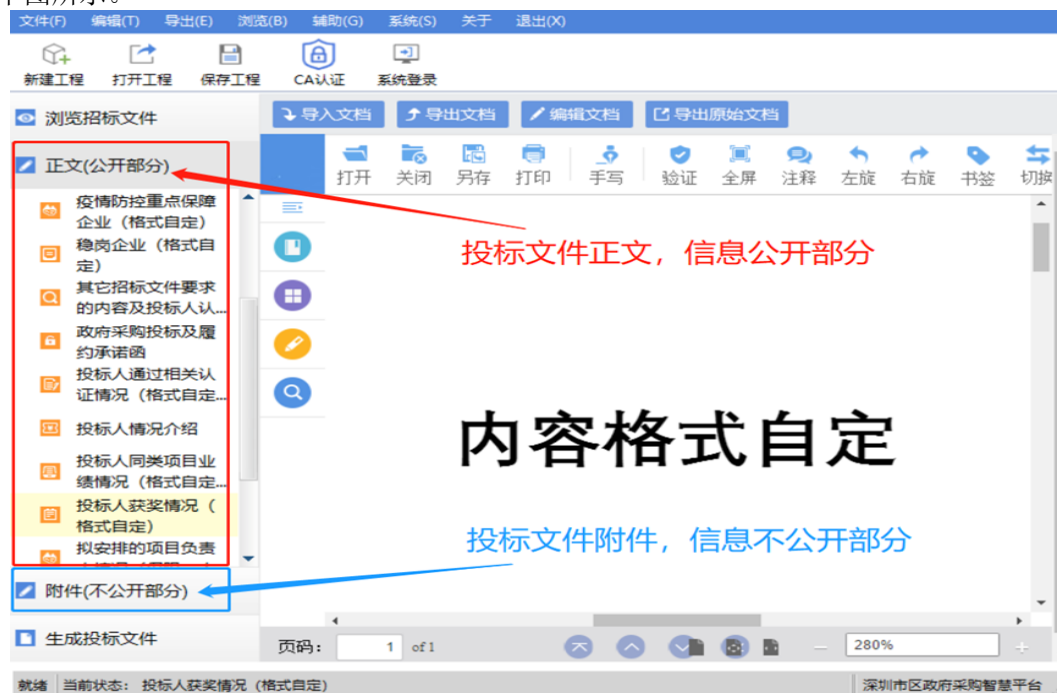 下图所示。
文件(F) 编辑(T) 导出(E) 浏览(B) 辅助(G) 系统(S) 关于 退出(X)
新建工程 打开工程 保存工程 CA认证 系统登录
浏览招标文件
导入文档 导出文档 编辑文档 导出原始文档
正文(公开部分)
打开 关闭 另存 打印 手写 验证 全屏 注释 左旋 右旋 书签 切换
疫情防控重点保障
企业（格式自定）
稳岗企业（格式自
定）
其它招标文件要求
的内容及投标人认...
政府采购投标及履
约承诺函
投标人通过相关认
证情况（格式自定...
投标人情况介绍
投标人同类项目业
绩情况（格式自定...
投标人获奖情况（
格式自定）
拟安排的项目负责
投标文件正文，信息公开部分
内容格式自定
投标文件附件，信息不公开部分
附件(不公开部分)
生成投标文件
页码： 1 of 1 280%
就绪 当前状态： 投标人获奖情况（格式自定） 深圳市区政府采购智慧平台